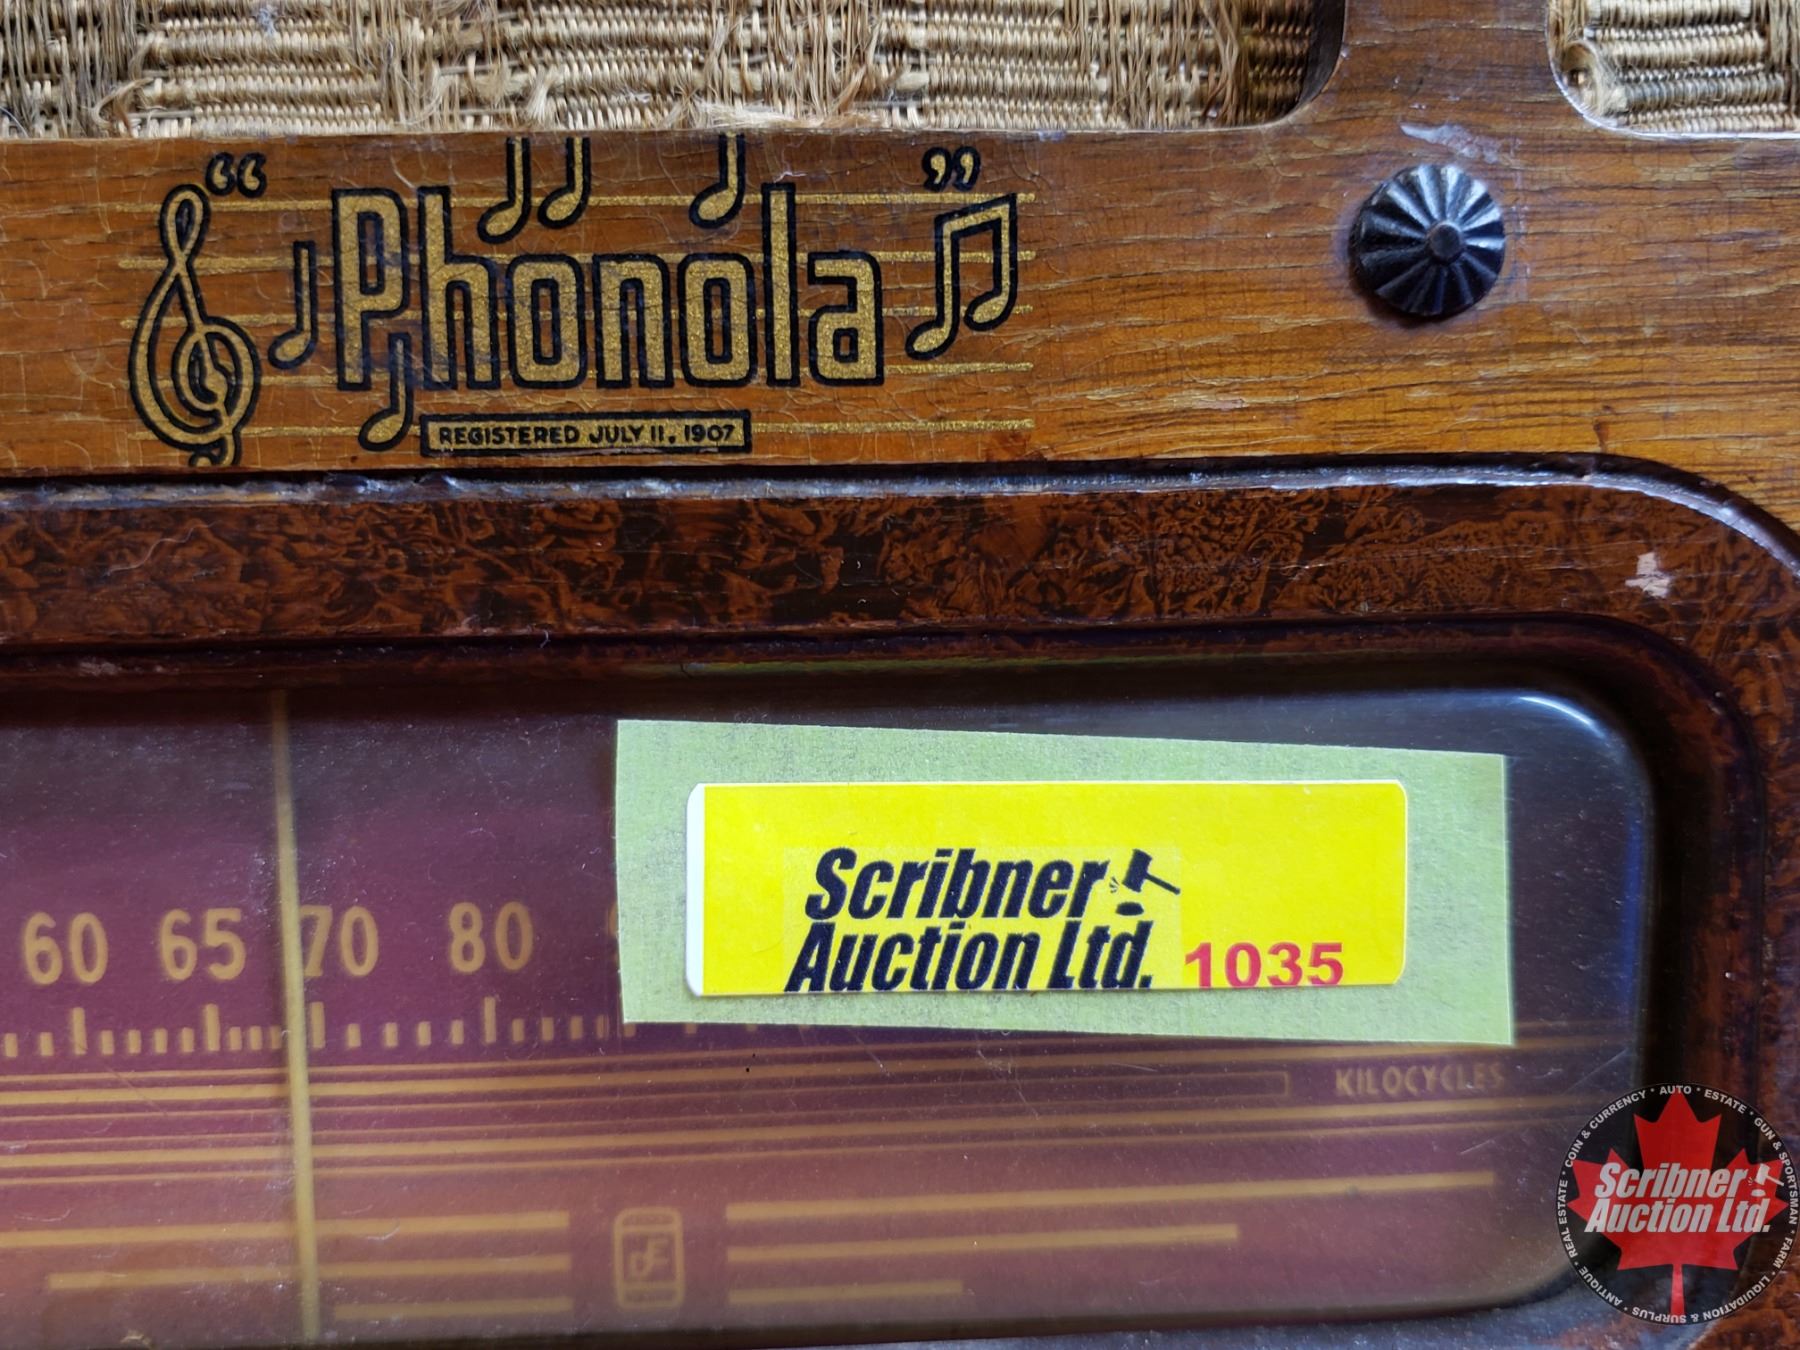 “Phonola”
REGISTERED JULY 11, 1907
Scribner
Auction Ltd. 1035
60 65 70 80
KILOCYCLES
COIN & CURRENCY • AUTO • ESTATE • GUN & SPORTSMAN • FARM • LIQUIDATION & SURPLUS • ANTIQUE • REAL ESTATE •
Scribner
Auction Ltd.